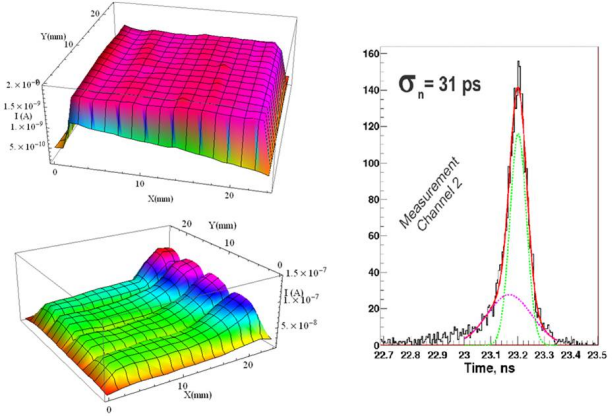 20
Y(mm)
10
0
2.×10⁻⁹
1.5×10⁻⁹
I (A)
1.×10⁻⁹
5.×10⁻¹⁰
0
10
20
X(mm)
Y(mm)
20
10
0
1.5×10⁻⁷
I (A)
1.×10⁻⁷
5.×10⁻⁸
0
10
20
X(mm)
σn = 31 ps
Measurement
Channel 2
160
140
120
100
80
60
40
20
0
22.7 22.8 22.9 23 23.1 23.2 23.3 23.4 23.5
Time, ns